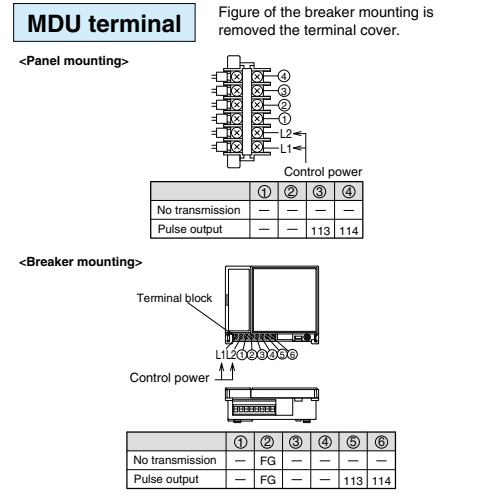 MDU terminal
Figure of the breaker mounting is
removed the terminal cover.
<Panel mounting>
④
③
②
①
L2
L1
Control power
① ② ③ ④
No transmission — — — —
Pulse output — — 113 114
<Breaker mounting>
Terminal block
L1 L2 ① ② ③ ④ ⑤ ⑥
Control power
① ② ③ ④ ⑤ ⑥
No transmission — FG — — — —
Pulse output — FG — — 113 114